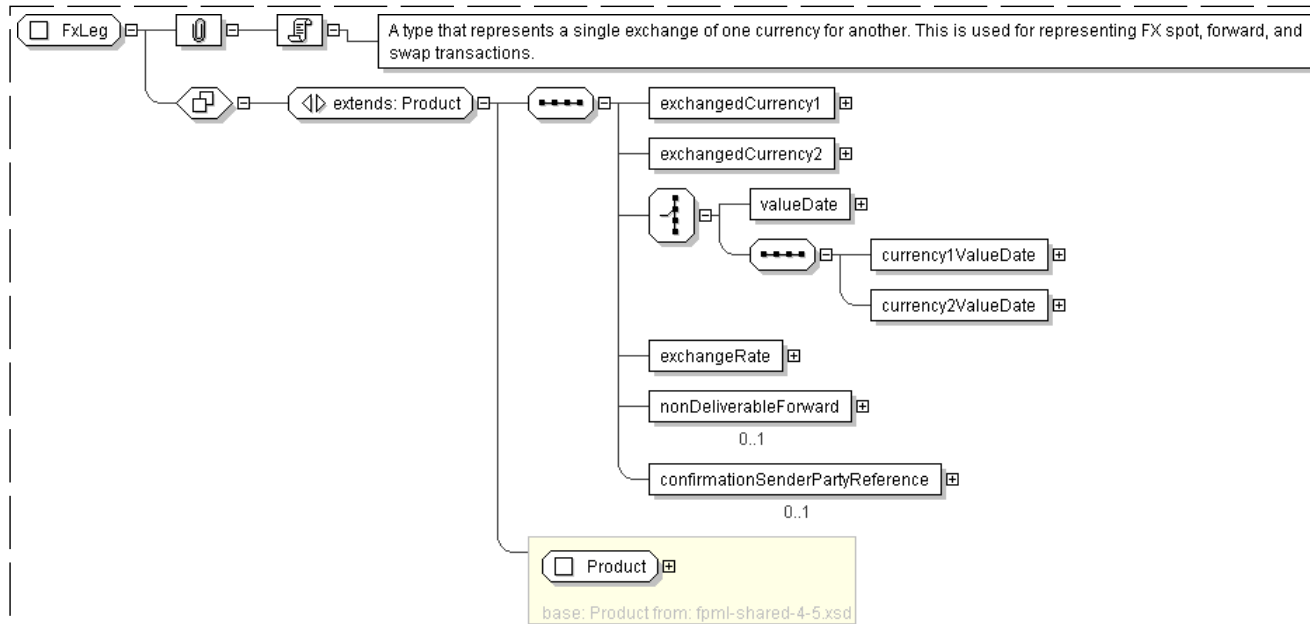 FxLeg
A type that represents a single exchange of one currency for another. This is used for representing FX spot, forward, and
swap transactions.
extends: Product
exchangedCurrency1
exchangedCurrency2
valueDate
currency1ValueDate
currency2ValueDate
exchangeRate
nonDeliverableForward
0..1
confirmationSenderPartyReference
0..1
Product
base: Product from: fpml-shared-4-5.xsd